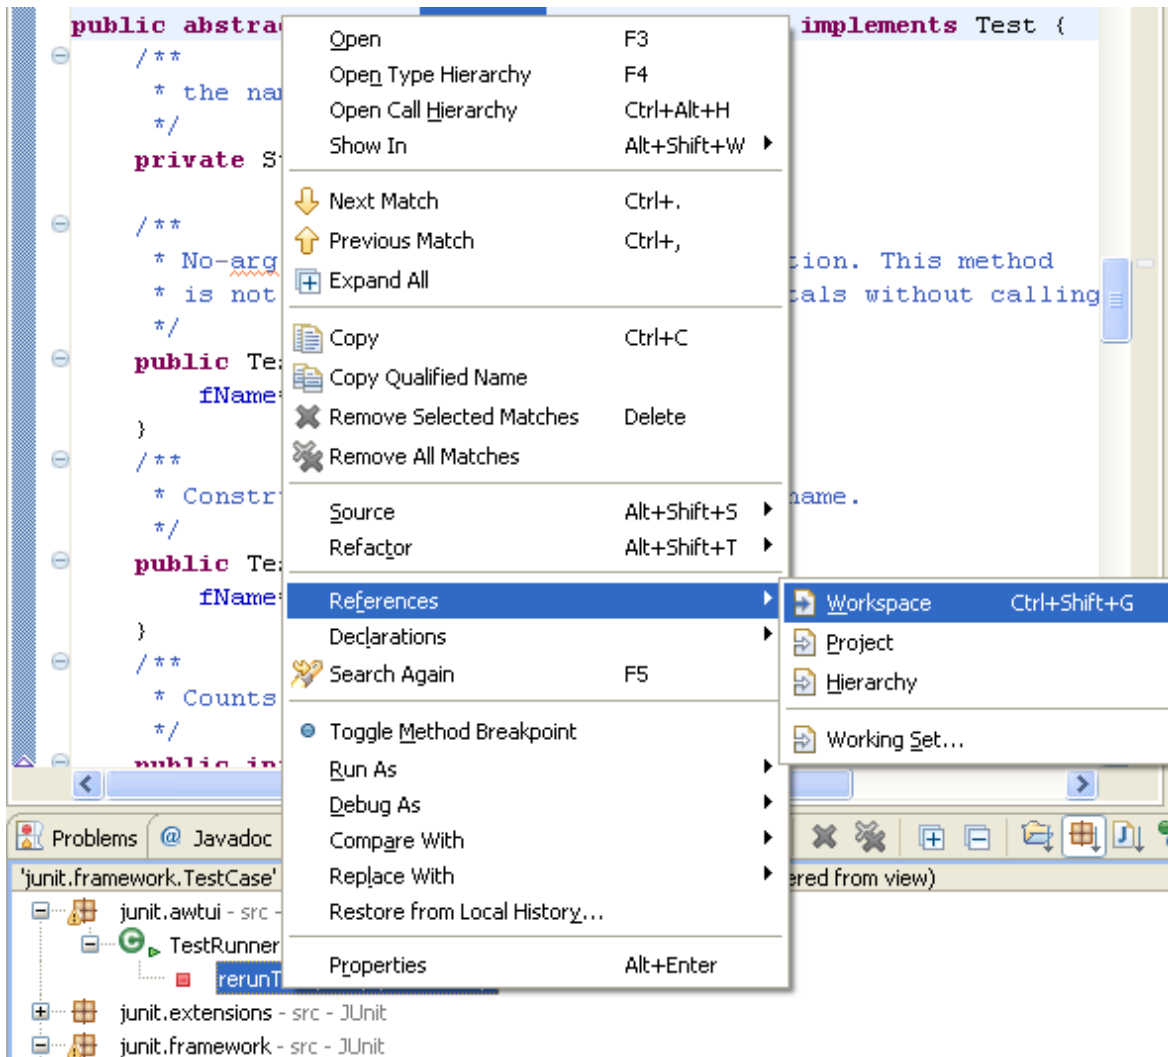 public abstra implements Test {
/**
* the nam
*/
private S
/**
* No-arg tion. This method
* is not tals without calling
*/
public Te
fName
}
/**
* Constr name.
*/
public Te
fName
}
/**
* Counts
*/
public in
Open F3
Open Type Hierarchy F4
Open Call Hierarchy Ctrl+Alt+H
Show In Alt+Shift+W
Next Match Ctrl+.
Previous Match Ctrl+,
Expand All
Copy Ctrl+C
Copy Qualified Name
Remove Selected Matches Delete
Remove All Matches
Source Alt+Shift+S
Refactor Alt+Shift+T
References
Declarations
Search Again F5
Toggle Method Breakpoint
Run As
Debug As
Compare With
Replace With
Restore from Local History...
Properties Alt+Enter
Workspace Ctrl+Shift+G
Project
Hierarchy
Working Set...
Problems @ Javadoc
'junit.framework.TestCase' ered from view)
junit.awtui - src -
TestRunner
rerunT
junit.extensions - src - JUnit
junit.framework - src - JUnit